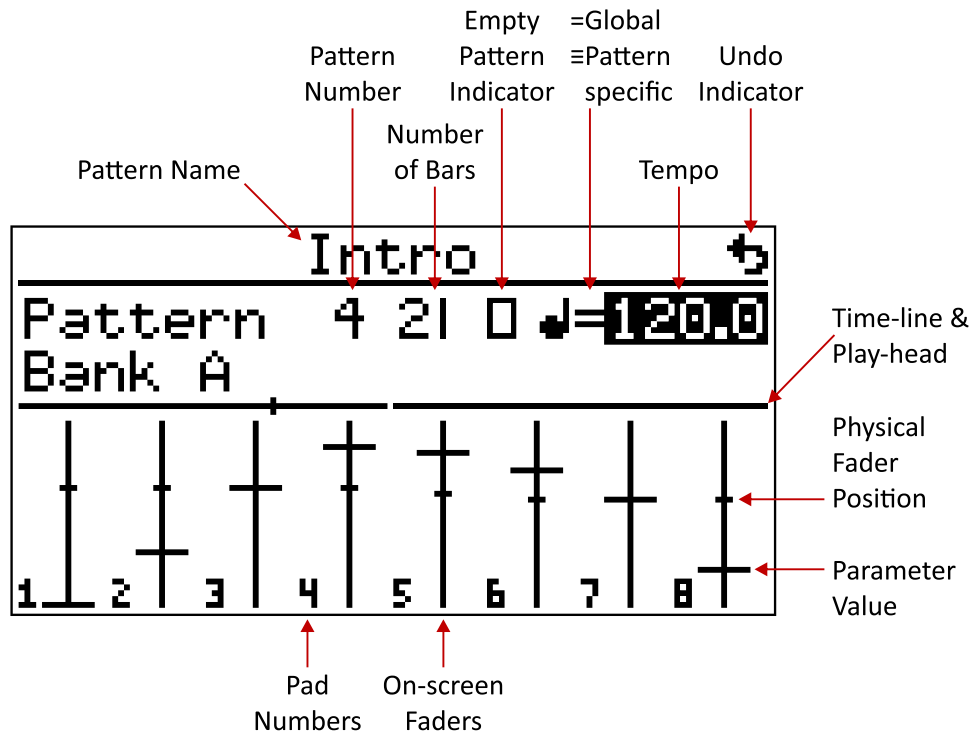 Empty =Global
Pattern Pattern ≡Pattern Undo
Number Indicator specific Indicator
Number
Pattern Name of Bars Tempo
Intro
Pattern 4 21 0 ♩=120.0
Bank A
Time-line &
Play-head
Physical
Fader
Position
1 2 3 4 5 6 7 8
Parameter
Value
Pad On-screen
Numbers Faders